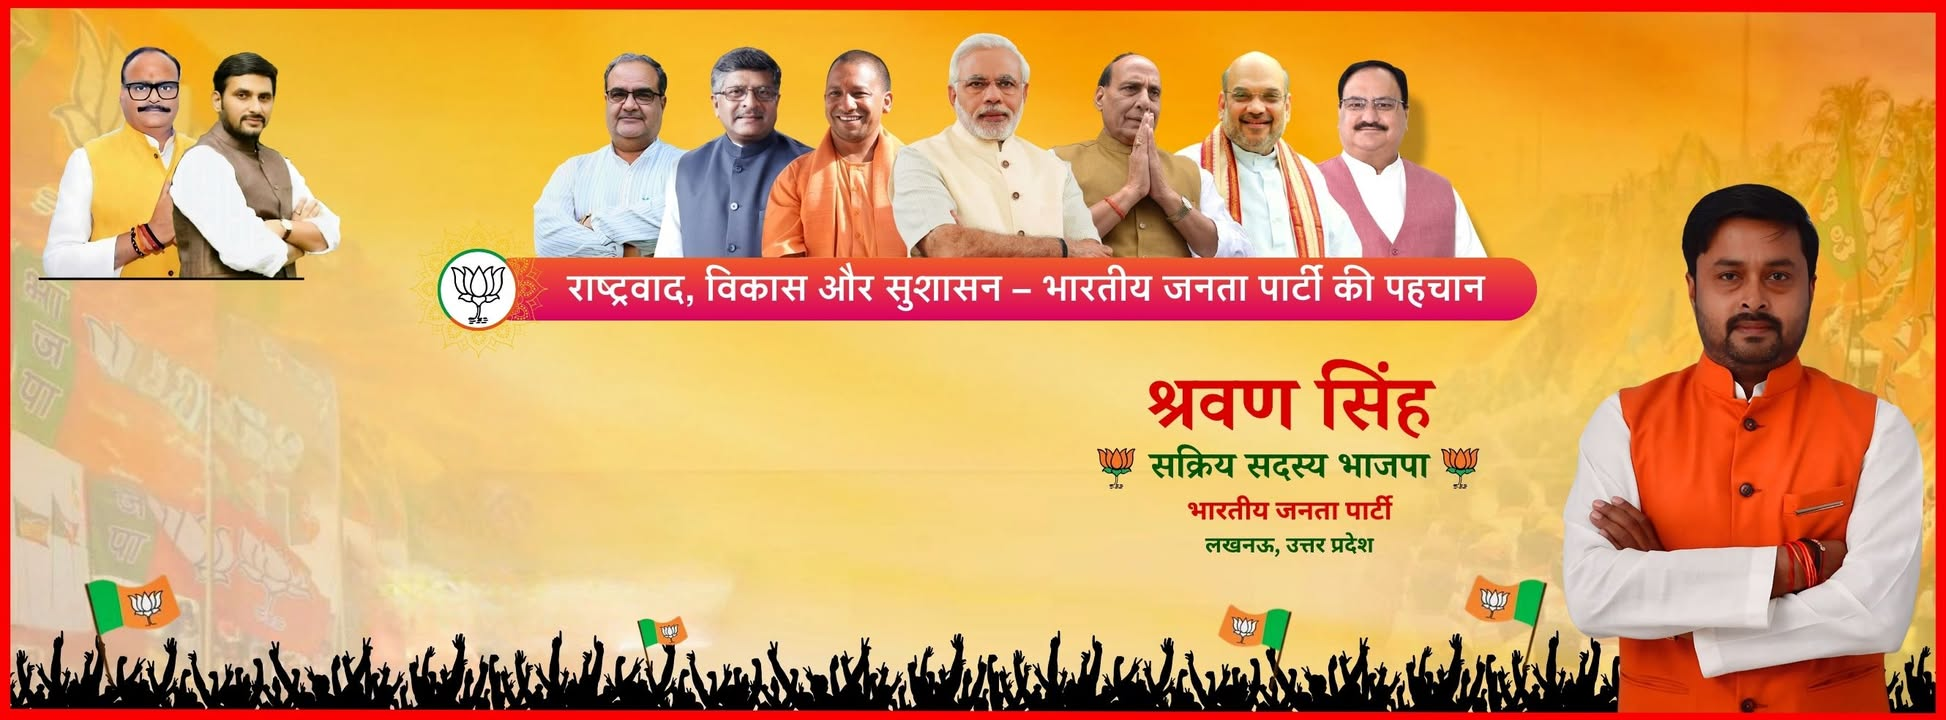 राष्ट्रवाद, विकास और सुशासन – भारतीय जनता पार्टी की पहचान
श्रवण सिंह
सक्रिय सदस्य भाजपा
भारतीय जनता पार्टी
लखनऊ, उत्तर प्रदेश
भा
ज
पा
ज
पा